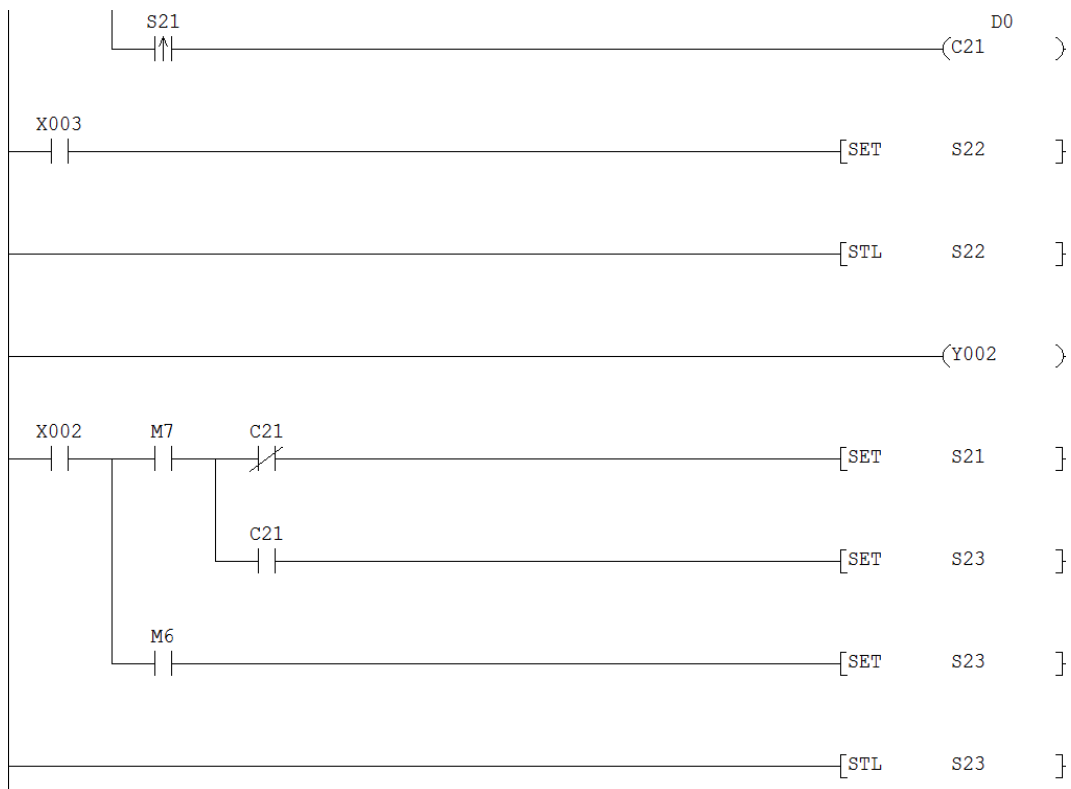 S21 D0
C21
X003
SET S22
STL S22
Y002
X002 M7 C21
SET S21
C21
SET S23
M6
SET S23
STL S23